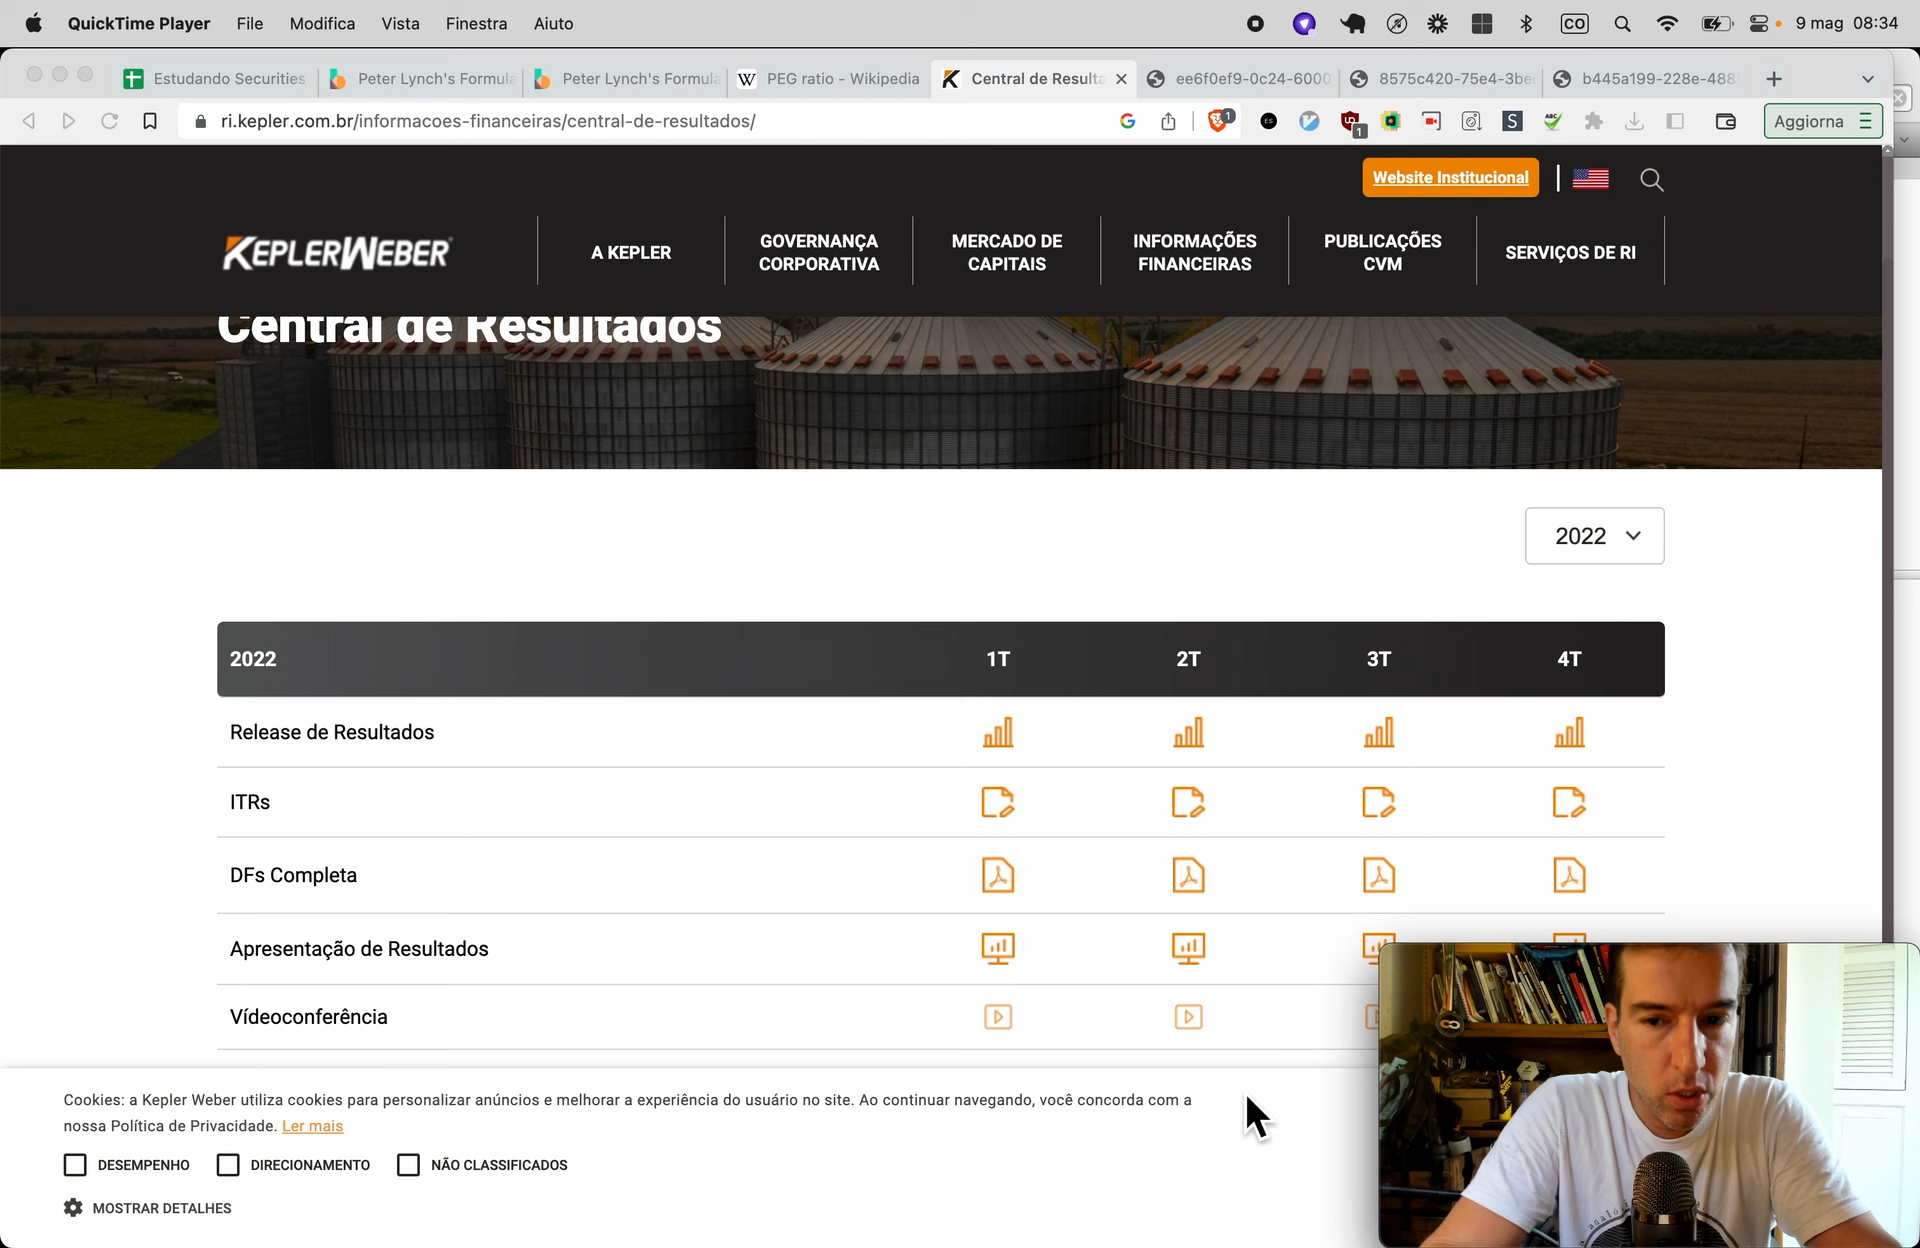 QuickTime Player File Modifica Vista Finestra Aiuto CO 9 mag 08:34
Estudando Securities Peter Lynch's Formula Peter Lynch's Formula PEG ratio - Wikipedia Central de Resulta ee6f0ef9-0c24-6000 8575c420-75e4-3be b445a199-228e-488
ri.kepler.com.br/informacoes-financeiras/central-de-resultados/ 1 1 S ABC Aggiorna
Website Institucional
KEPLERWEBER
A KEPLER
GOVERNANÇA
CORPORATIVA
MERCADO DE
CAPITAIS
INFORMAÇÕES
FINANCEIRAS
PUBLICAÇÕES
CVM
SERVIÇOS DE RI
Central de Resultados
2022
2022 1T 2T 3T 4T
Release de Resultados
ITRs
DFs Completa
Apresentação de Resultados
Vídeoconferência
Cookies: a Kepler Weber utiliza cookies para personalizar anúncios e melhorar a experiência do usuário no site. Ao continuar navegando, você concorda com a
nossa Política de Privacidade. Ler mais
DESEMPENHO DIRECIONAMENTO NÃO CLASSIFICADOS
MOSTRAR DETALHES